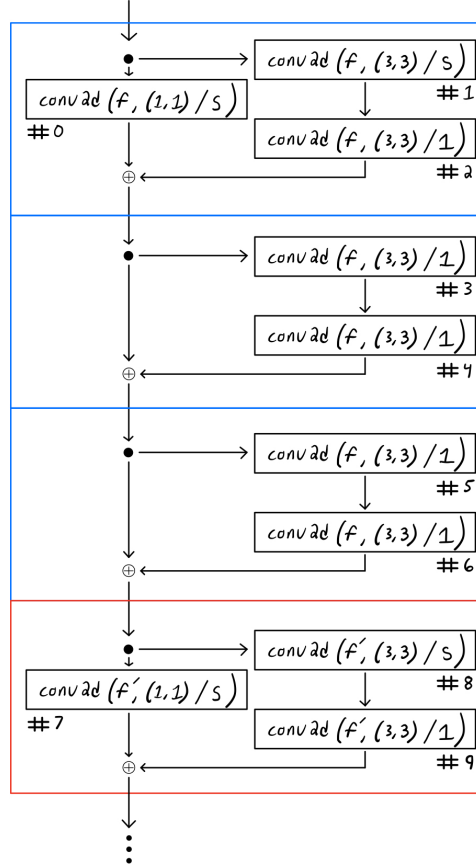 conv2d (f, (3,3) / s)
#1
conv2d (f, (1,1) / s)
#0
conv2d (f, (3,3) / 1)
#2
conv2d (f, (3,3) / 1)
#3
conv2d (f, (3,3) / 1)
#4
conv2d (f, (3,3) / 1)
#5
conv2d (f, (3,3) / 1)
#6
conv2d (f′, (3,3) / s)
#8
conv2d (f′, (1,1) / s)
#7
conv2d (f′, (3,3) / 1)
#9